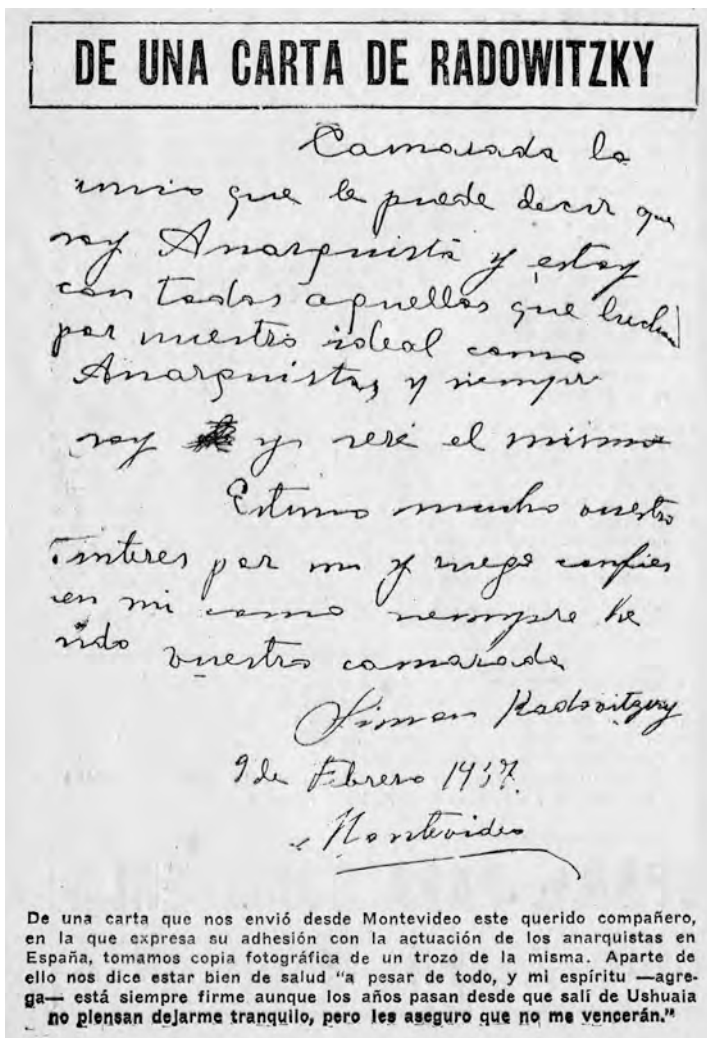 DE UNA CARTA DE RADOWITZKY
Camarada lo
unico que le puede decir que
soy Anarquista y estoy
con todos aquellos que luchan
por nuestro ideal como
Anarquistas y siempre
soy y seré el mismo
Estimo mucho vuestro
interes por mi y ruego confies
en mi como siempre he
sido vuestro camarada
Simon Radowitzky
9 de Febrero 1937.
Montevideo
De una carta que nos envió desde Montevideo este querido compañero,
en la que expresa su adhesión con la actuación de los anarquistas en
España, tomamos copia fotográfica de un trozo de la misma. Aparte de
ello nos dice estar bien de salud "a pesar de todo, y mi espíritu —agre-
ga— está siempre firme aunque los años pasan desde que salí de Ushuaia
no piensan dejarme tranquilo, pero les aseguro que no me vencerán."